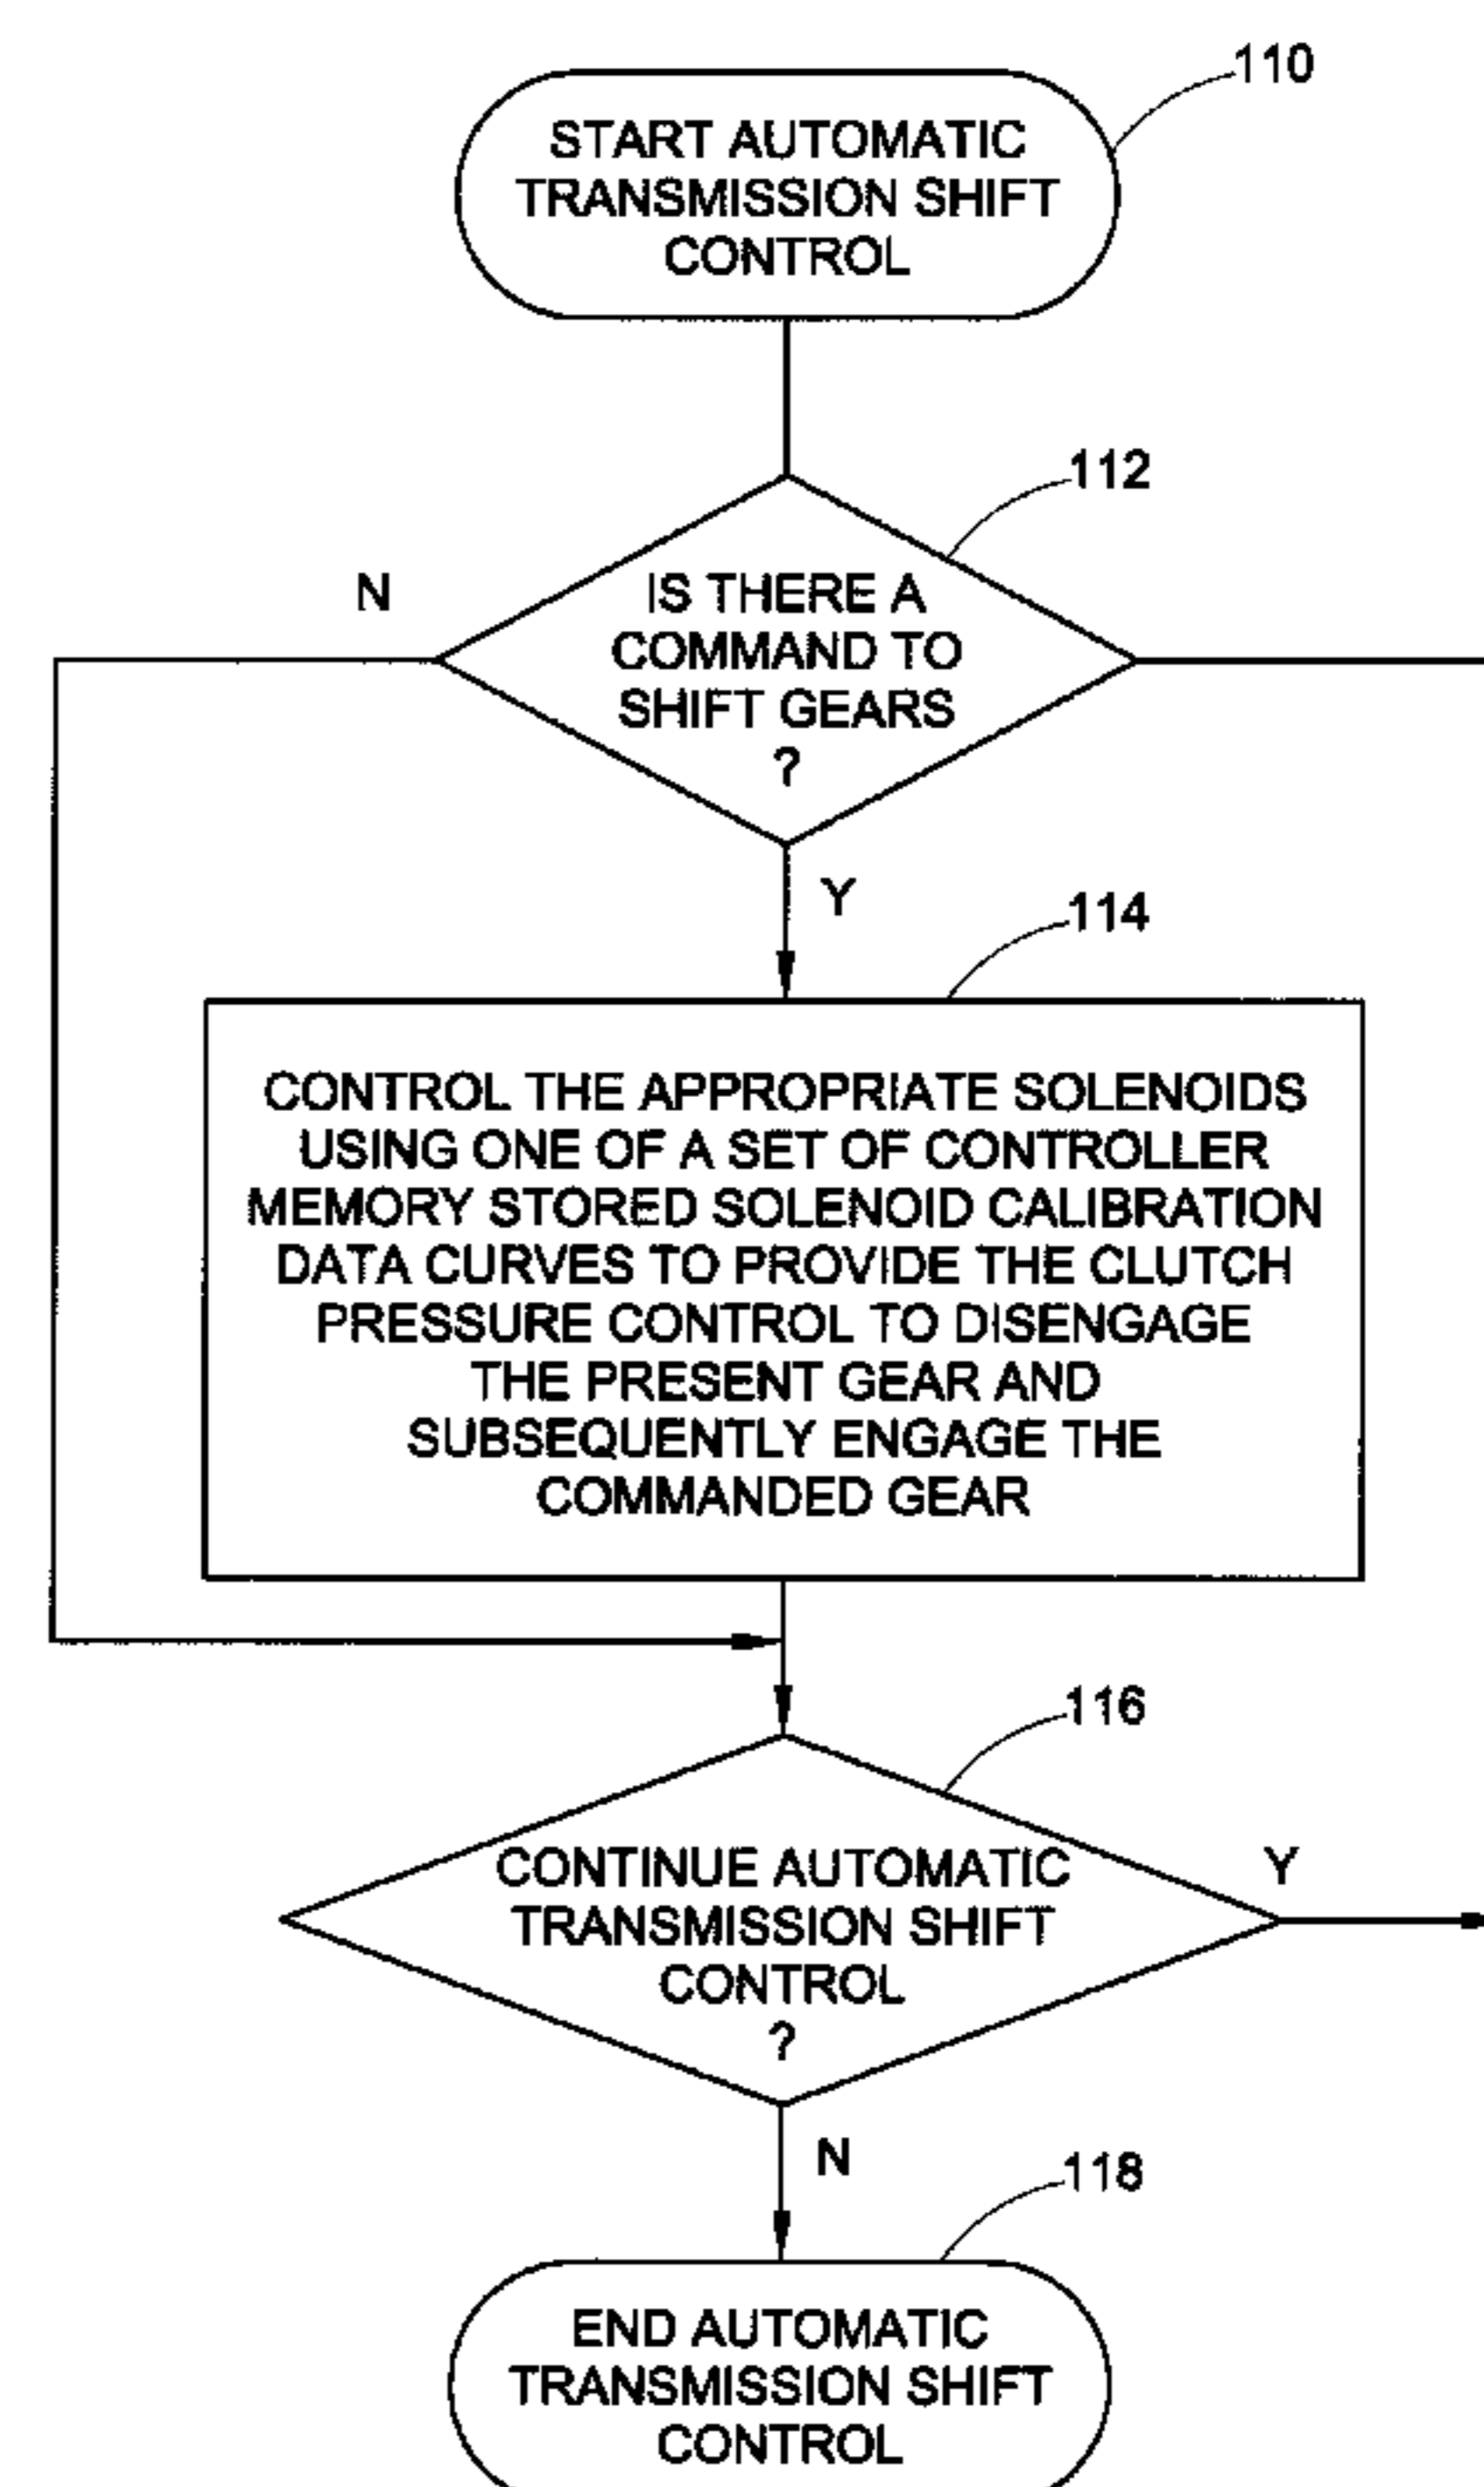 110
START AUTOMATIC
TRANSMISSION SHIFT
CONTROL
112
N
IS THERE A
COMMAND TO
SHIFT GEARS
?
Y
114
CONTROL THE APPROPRIATE SOLENOIDS
USING ONE OF A SET OF CONTROLLER
MEMORY STORED SOLENOID CALIBRATION
DATA CURVES TO PROVIDE THE CLUTCH
PRESSURE CONTROL TO DISENGAGE
THE PRESENT GEAR AND
SUBSEQUENTLY ENGAGE THE
COMMANDED GEAR
116
CONTINUE AUTOMATIC
TRANSMISSION SHIFT
CONTROL
?
Y
N
118
END AUTOMATIC
TRANSMISSION SHIFT
CONTROL